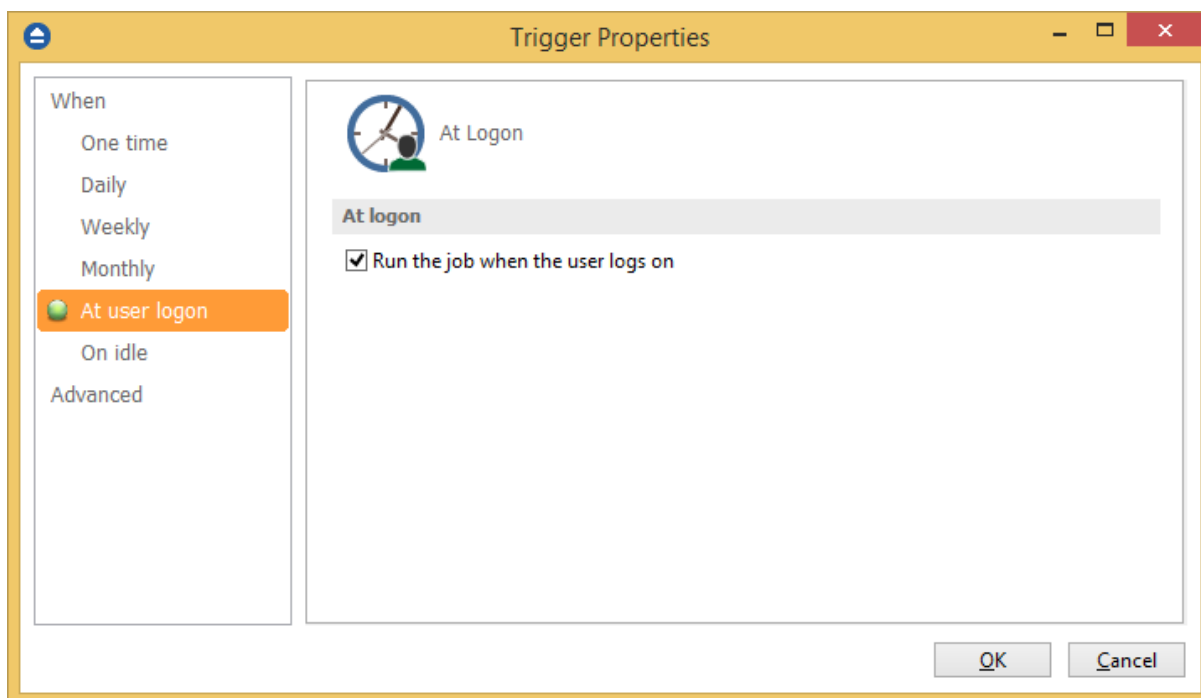 Trigger Properties
When
One time
Daily
Weekly
Monthly
At user logon
On idle
Advanced
At Logon
At logon
Run the job when the user logs on
OK
Cancel